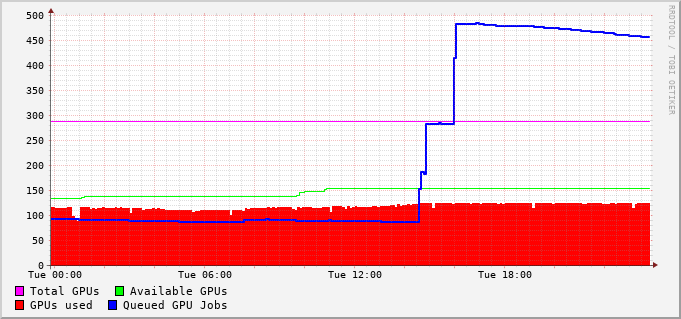 500
450
400
350
300
250
200
150
100
50
0
Tue 00:00 Tue 06:00 Tue 12:00 Tue 18:00
Total GPUs Available GPUs
GPUs used Queued GPU Jobs
RRDTOOL / TOBI OETIKER